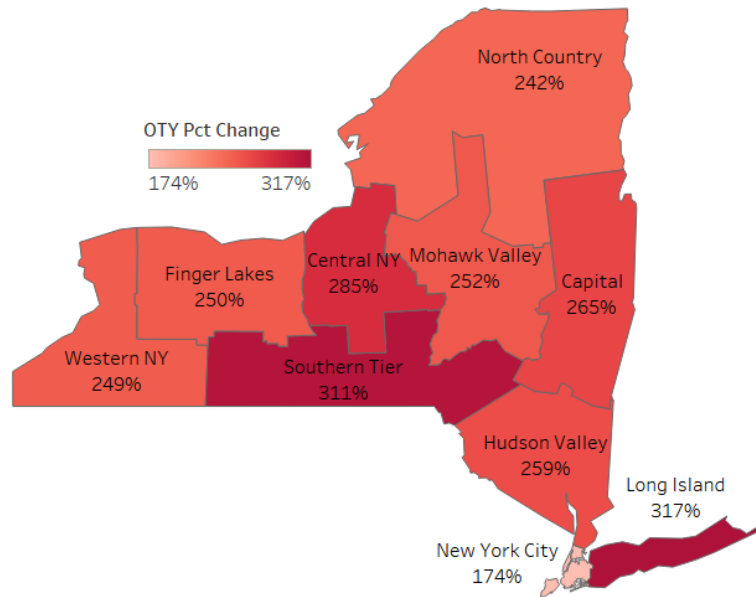 North Country
242%
OTY Pct Change
174% 317%
Finger Lakes
250%
Central NY
285%
Mohawk Valley
252%
Capital
265%
Western NY
249%
Southern Tier
311%
Hudson Valley
259%
Long Island
317%
New York City
174%